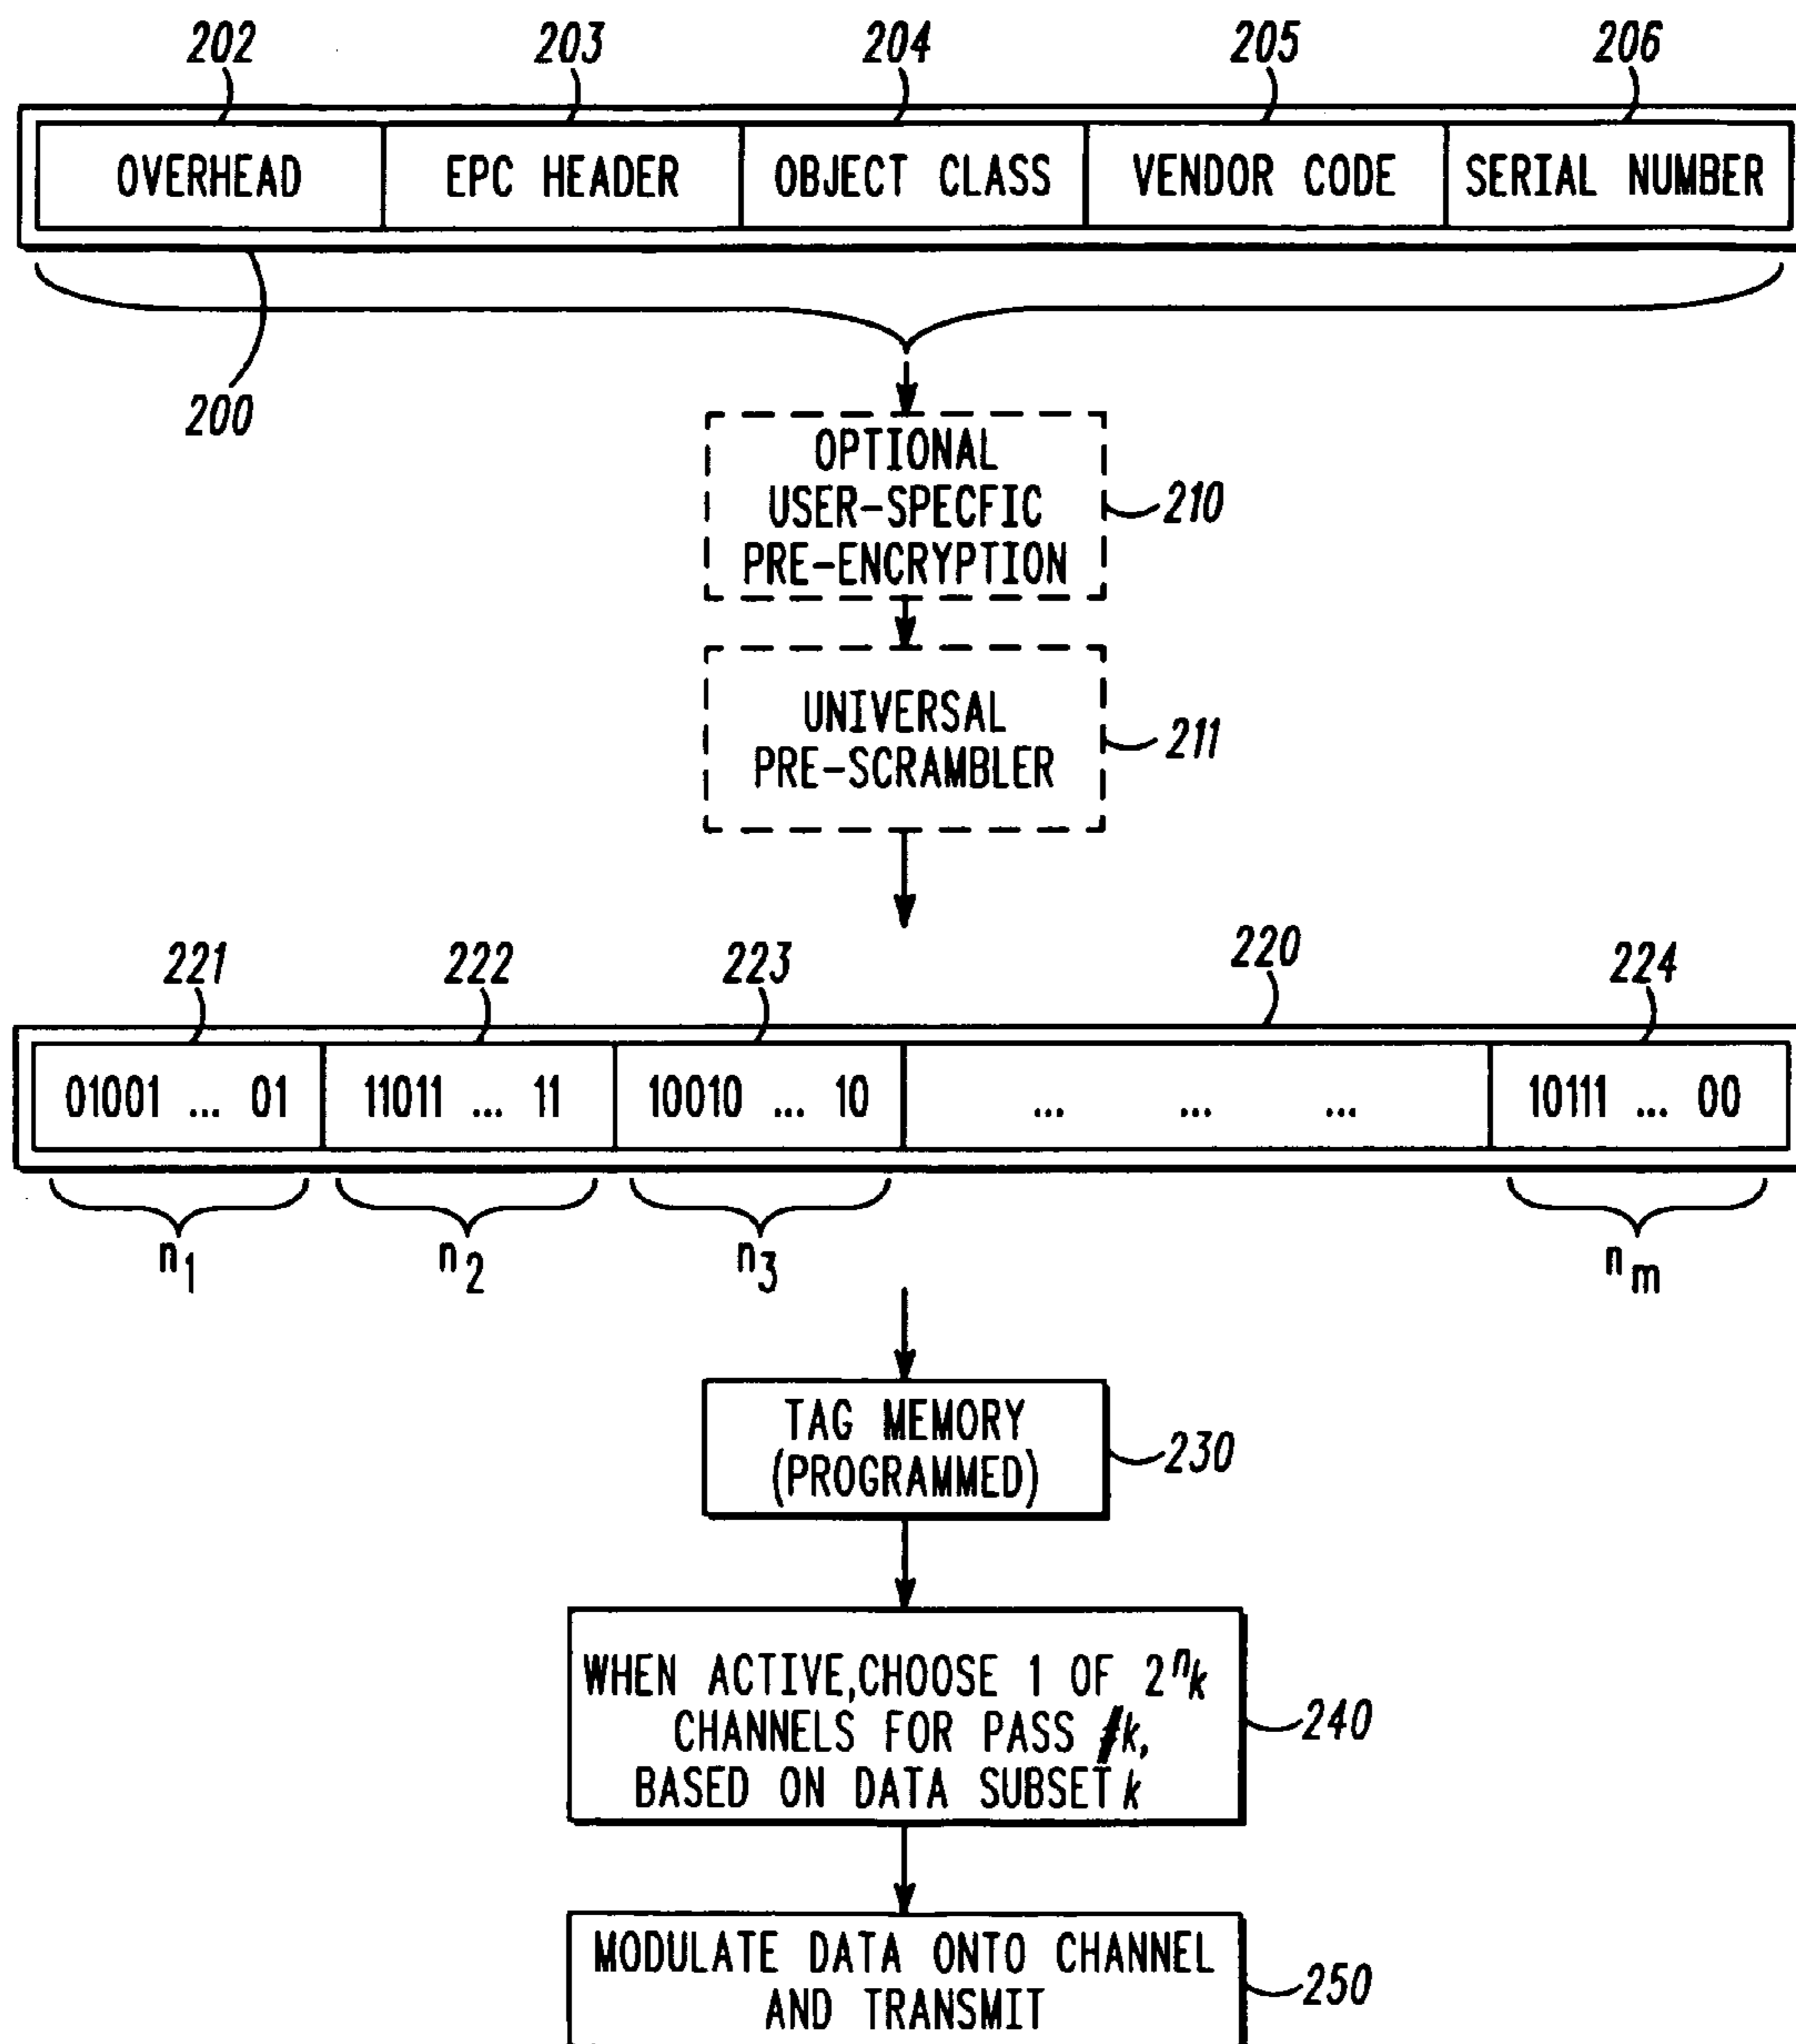 202 203 204 205 206
OVERHEAD EPC HEADER OBJECT CLASS VENDOR CODE SERIAL NUMBER
200
OPTIONAL
USER-SPECFIC
PRE-ENCRYPTION
210
UNIVERSAL
PRE-SCRAMBLER
211
221 222 223 220 224
01001 ... 01 11011 ... 11 10010 ... 10 ... ... ... 10111 ... 00
n1 n2 n3 nm
TAG MEMORY
(PROGRAMMED)
230
WHEN ACTIVE,CHOOSE 1 OF 2^nk
CHANNELS FOR PASS #k,
BASED ON DATA SUBSET k
240
MODULATE DATA ONTO CHANNEL
AND TRANSMIT
250